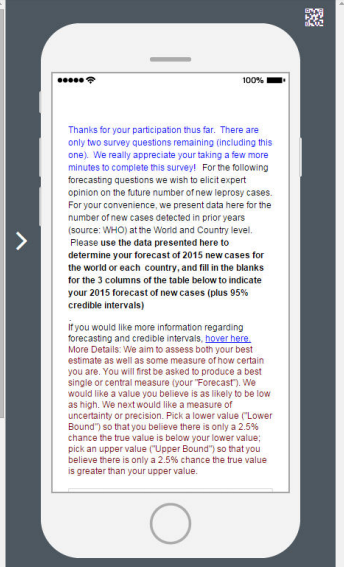 100%
Thanks for your participation thus far. There are
only two survey questions remaining (including this
one). We really appreciate your taking a few more
minutes to complete this survey! For the following
forecasting questions we wish to elicit expert
opinion on the future number of new leprosy cases.
For your convenience, we present data here for the
number of new cases detected in prior years
(source: WHO) at the World and Country level.
Please use the data presented here to
determine your forecast of 2015 new cases for
the world or each country, and fill in the blanks
for the 3 columns of the table below to indicate
your 2015 forecast of new cases (plus 95%
credible intervals)
.
If you would like more information regarding
forecasting and credible intervals, hover here.
More Details: We aim to assess both your best
estimate as well as some measure of how certain
you are. You will first be asked to produce a best
single or central measure (your "Forecast"). We
would like a value you believe is as likely to be low
as high. We next would like a measure of
uncertainty or precision. Pick a lower value ("Lower
Bound") so that you believe there is only a 2.5%
chance the true value is below your lower value;
pick an upper value ("Upper Bound") so that you
believe there is only a 2.5% chance the true value
is greater than your upper value.